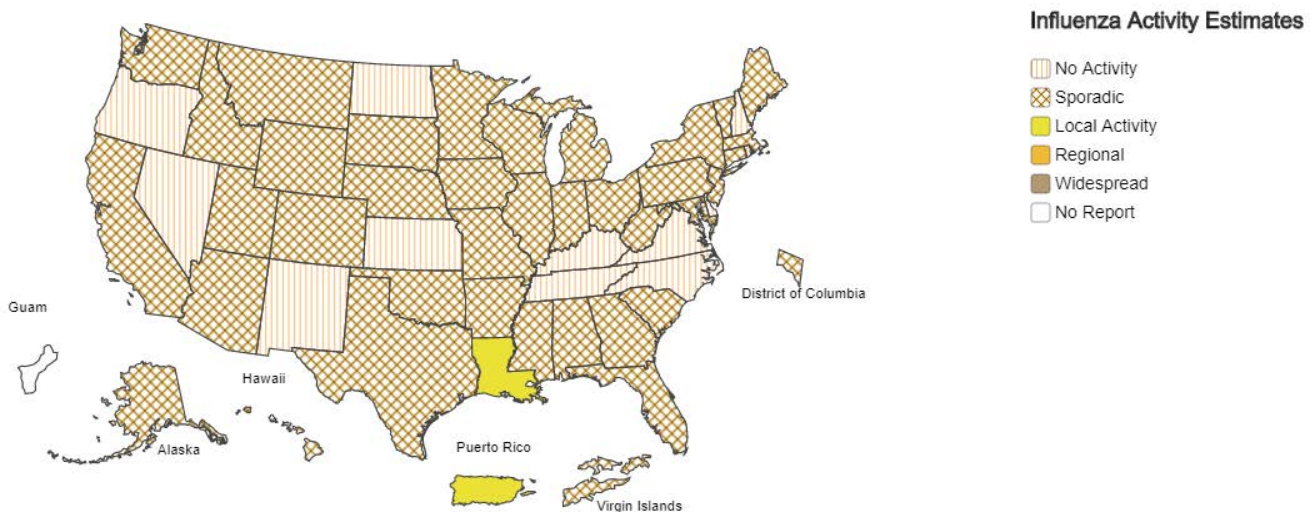 Influenza Activity Estimates
No Activity
Sporadic
Local Activity
Regional
Widespread
No Report
District of Columbia
Guam
Hawaii
Alaska
Puerto Rico
Virgin Islands